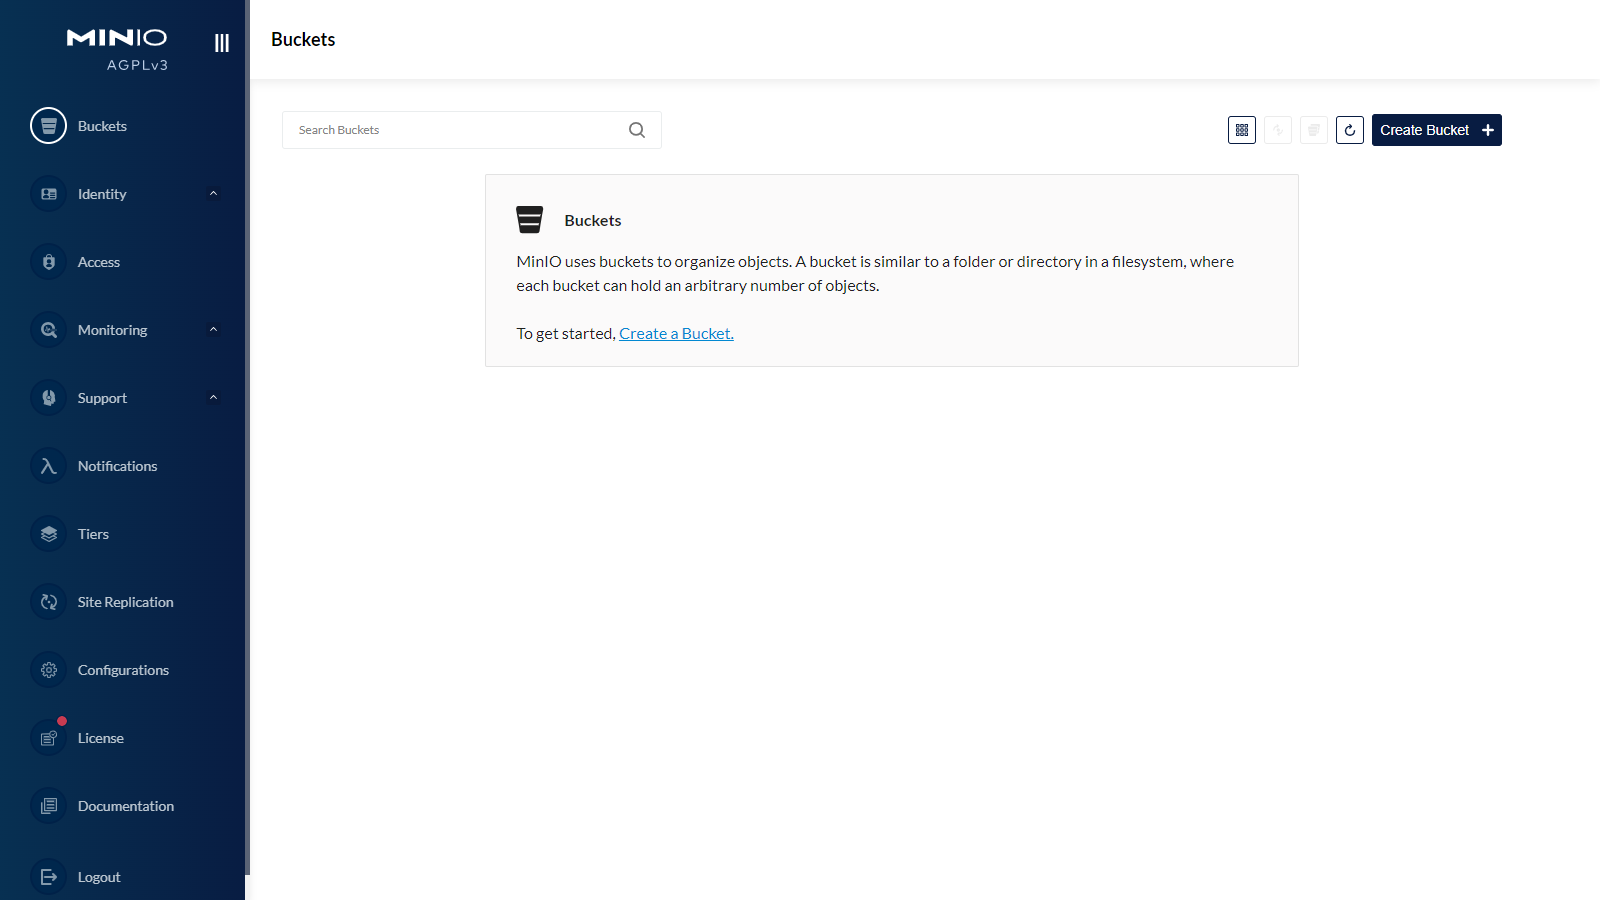 MINIO
AGPLv3
Buckets
Identity
Access
Monitoring
Support
Notifications
Tiers
Site Replication
Configurations
License
Documentation
Logout
Buckets
Search Buckets
Create Bucket
Buckets
MinIO uses buckets to organize objects. A bucket is similar to a folder or directory in a filesystem, where
each bucket can hold an arbitrary number of objects.
To get started, Create a Bucket.